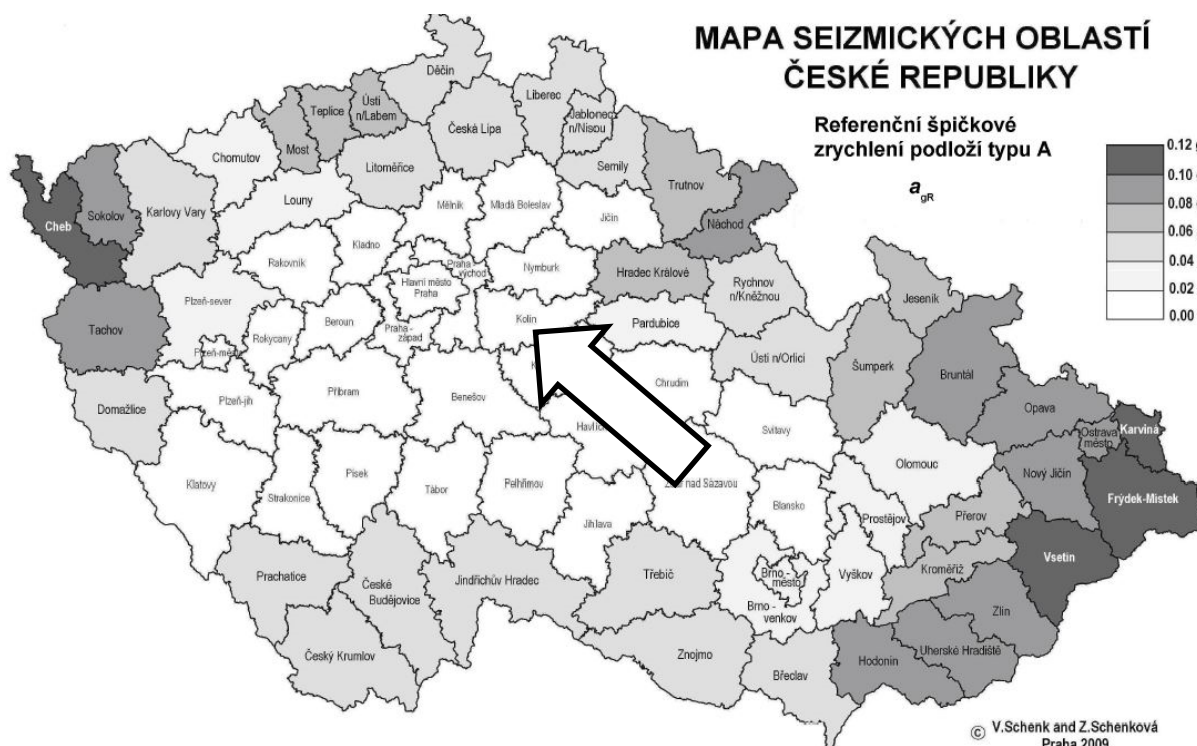 MAPA SEIZMICKÝCH OBLASTÍ
ČESKÉ REPUBLIKY
Referenční špičkové
zrychlení podloží typu A
a
gR
0.12 g
0.10
0.08
0.06
0.04
0.02
0.00
Děčín
Liberec
Ústí
n/Labem
Teplice
Jablonec
n/Nisou
Česká Lípa
Most
Chomutov
Litoměřice
Semily
Trutnov
Louny
Karlovy Vary
Sokolov
Cheb
Mělník
Mladá Boleslav
Jičín
Náchod
Kladno
Rakovník
Praha -
východ
Nymburk
Hradec Králové
Rychnov
n/Kněžnou
Hlavní město
Praha
Jeseník
Plzeň-sever
Tachov
Beroun
Rokycany
Praha-
západ
Kolín
Pardubice
Plzeň-město
Ústí n/Orlicí
Šumperk
Bruntál
Chrudim
Příbram
Benešov
K
Plzeň-jih
Domažlice
Opava
Havlíč
Svitavy
Karviná
Ostrava
město
Olomouc
Nový Jičín
Frýdek-Místek
Klatovy
Strakonice
Písek
Tábor
Pelhřimov
nad Sázavou
Blansko
Prostějov
Přerov
Jihlava
Vsetín
Prachatice
České
Budějovice
Jindřichův Hradec
Třebíč
Brno-
město
Vyškov
Kroměříž
Zlín
Brno-
venkov
Český Krumlov
Znojmo
Břeclav
Hodonín
Uherské Hradiště
© V.Schenk and Z.Schenková
Praha 2009